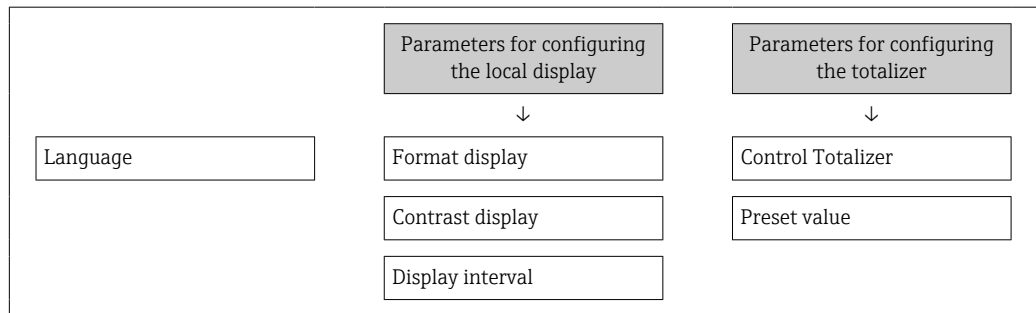 Parameters for configuring
the local display
Parameters for configuring
the totalizer
↓
↓
Language
Format display
Control Totalizer
Contrast display
Preset value
Display interval